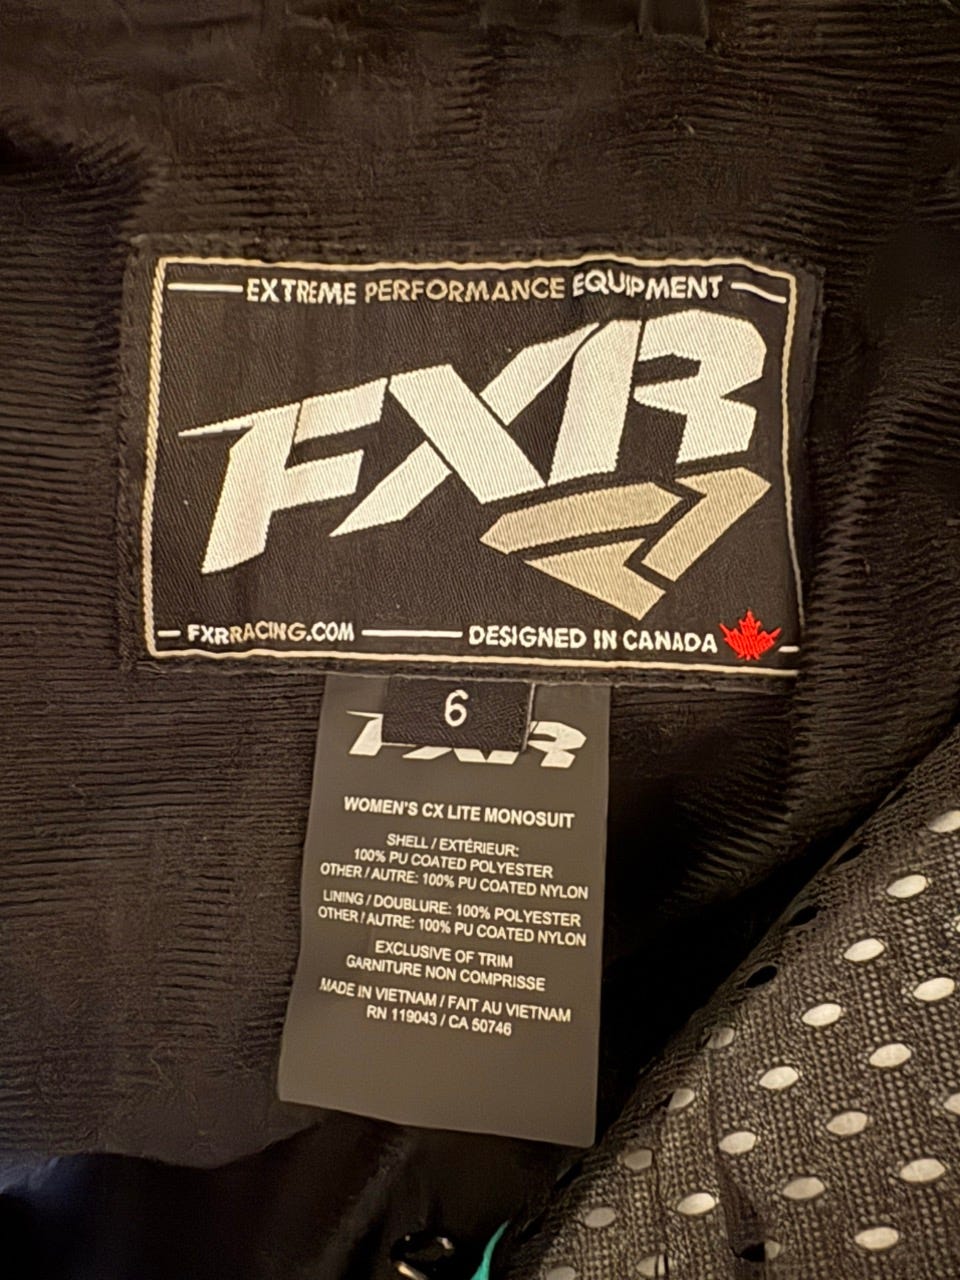 EXTREME PERFORMANCE EQUIPMENT
FXR
FXRRACING.COM DESIGNED IN CANADA
6
FXR
WOMEN'S CX LITE MONOSUIT
SHELL / EXTÉRIEUR:
100% PU COATED POLYESTER
OTHER / AUTRE: 100% PU COATED NYLON
LINING / DOUBLURE: 100% POLYESTER
OTHER / AUTRE: 100% PU COATED NYLON
EXCLUSIVE OF TRIM
GARNITURE NON COMPRISSE
MADE IN VIETNAM / FAIT AU VIETNAM
RN 119043 / CA 50746